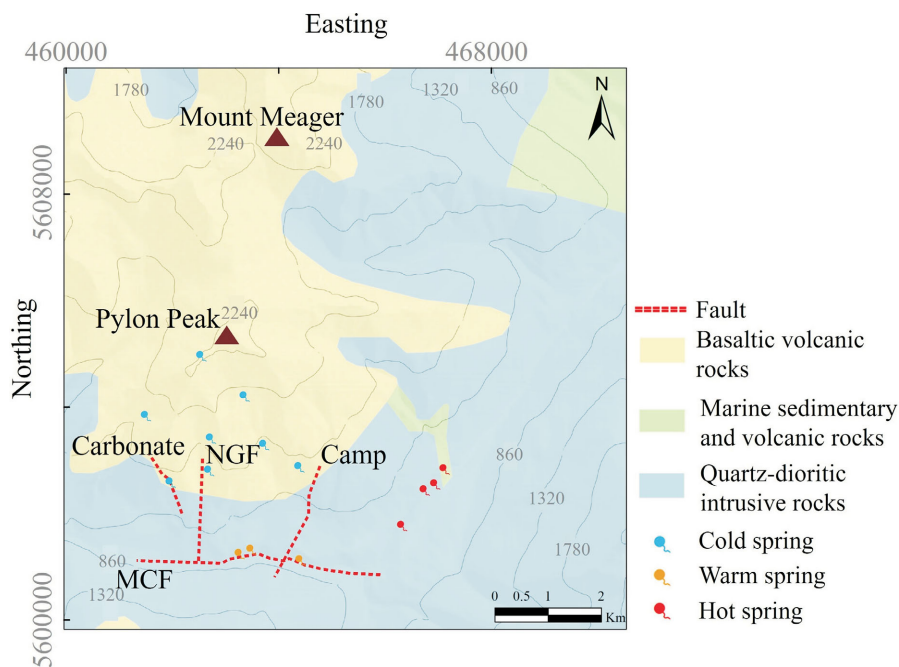 Easting
460000
468000
1780
1780
1320
860
N
Mount Meager
2240
2240
5608000
Northing
Pylon Peak
2240
Carbonate
NGF
Camp
860
1320
1780
860
MCF
1320
5600000
0 0.5 1 2
Km
Fault
Basaltic volcanic
rocks
Marine sedimentary
and volcanic rocks
Quartz-dioritic
intrusive rocks
Cold spring
Warm spring
Hot spring